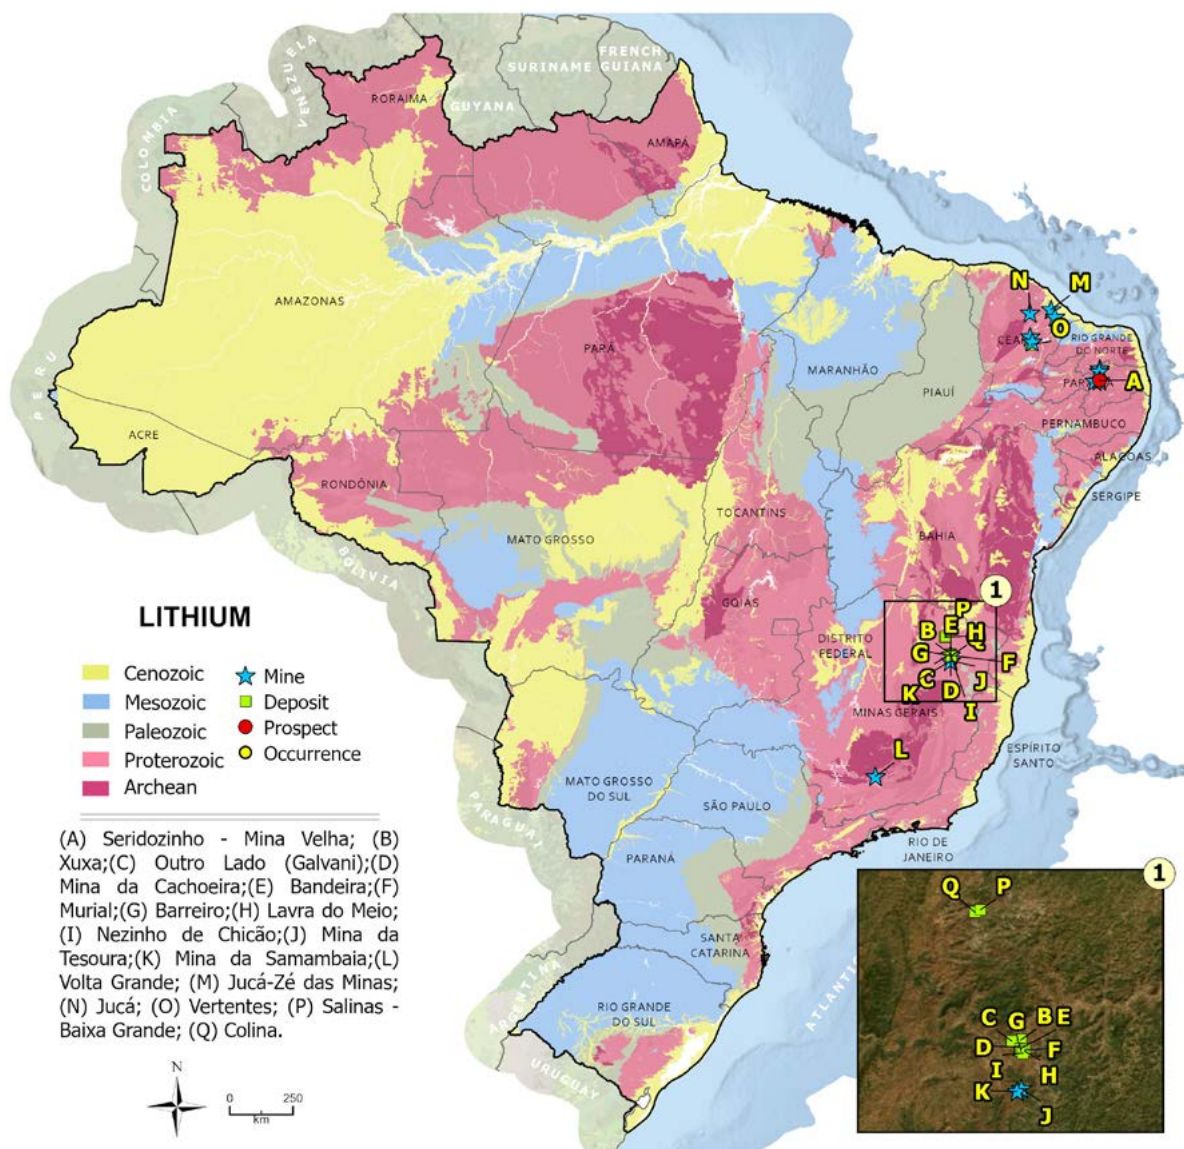 VENEZUELA
COLOMBIA
SURINAME
FRENCH
GUIANA
GUYANA
RORAIMA
AMAPÁ
PERU
AMAZONAS
PARÁ
MARANHÃO
PIAUÍ
N
M
O
RIO GRANDE
DO NORTE
A
PERNAMBUCO
ALAGOAS
SERGIPE
ACRE
RONDÔNIA
MATO GROSSO
TOCANTINS
BAHIA
BOLIVIA
GOIÁS
DISTRITO
FEDERAL
1
P
B
E
H
Q
G
F
C
D
J
K
I
MINAS GERAIS
L
ESPÍRITO
SANTO
MATO GROSSO
DO SUL
SÃO PAULO
RIO DE
JANEIRO
PARAGUAI
PARANÁ
SANTA
CATARINA
ARGENTINA
RIO GRANDE
DO SUL
URUGUAY
LITHIUM
Cenozoic
Mesozoic
Paleozoic
Proterozoic
Archean
Mine
Deposit
Prospect
Occurrence
(A) Seridozinho - Mina Velha; (B)
Xuxa;(C) Outro Lado (Galvani);(D)
Mina da Cachoeira;(E) Bandeira;(F)
Murial;(G) Barreiro;(H) Lavra do Meio;
(I) Nezinho de Chicão;(J) Mina da
Tesoura;(K) Mina da Samambaia;(L)
Volta Grande; (M) Jucá-Zé das Minas;
(N) Jucá; (O) Vertentes; (P) Salinas -
Baixa Grande; (Q) Colina.
N
0 250
km
1
Q P
C G B E
D F
I H
K J